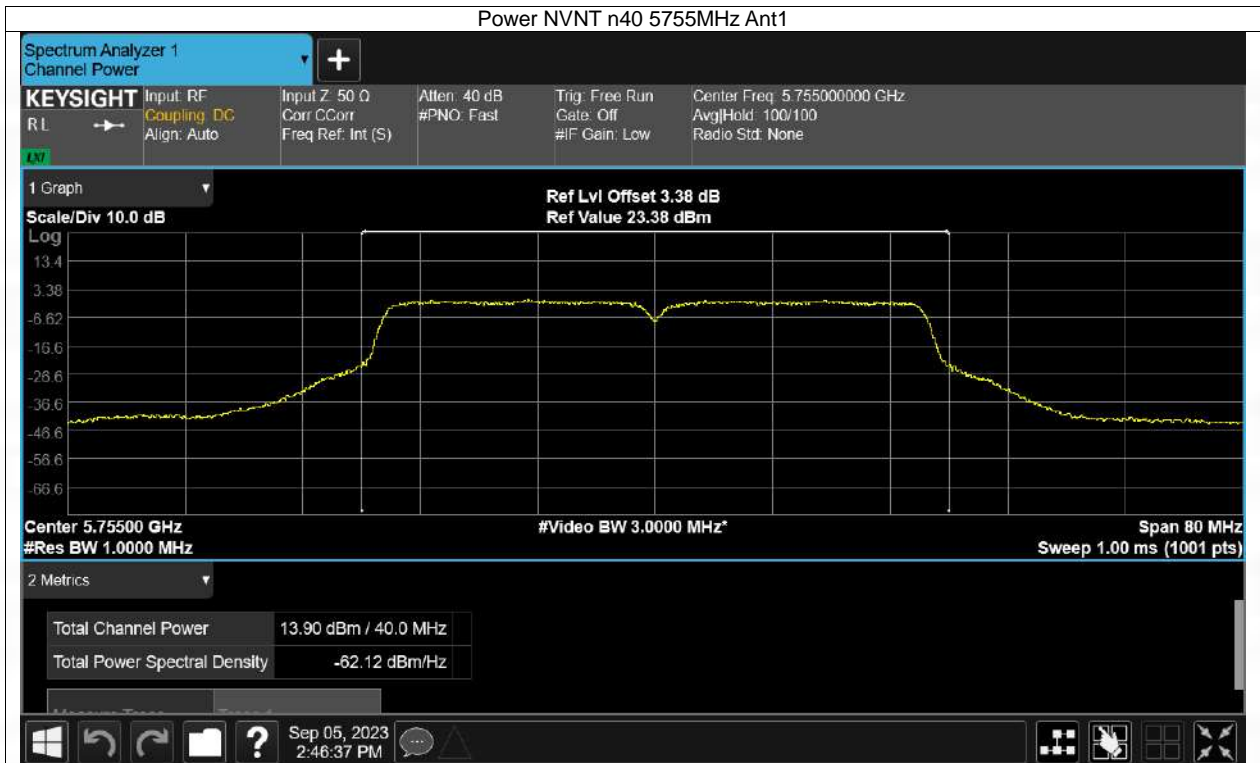 Power NVNT n40 5755MHz Ant1
Spectrum Analyzer 1
Channel Power
KEYSIGHT
RL
LXI
Input: RF
Coupling: DC
Align: Auto
Input Z: 50 Ω
Corr CCorr
Freq Ref: Int (S)
Atten: 40 dB
#PNO: Fast
Trig: Free Run
Gate: Off
#IF Gain: Low
Center Freq: 5.755000000 GHz
Avg|Hold: 100/100
Radio Std: None
1 Graph
Scale/Div 10.0 dB
Ref Lvl Offset 3.38 dB
Ref Value 23.38 dBm
Log
13.4
3.38
-6.62
-16.6
-26.6
-36.6
-46.6
-56.6
-66.6
Center 5.75500 GHz
#Res BW 1.0000 MHz
#Video BW 3.0000 MHz*
Span 80 MHz
Sweep 1.00 ms (1001 pts)
2 Metrics
Total Channel Power 13.90 dBm / 40.0 MHz
Total Power Spectral Density -62.12 dBm/Hz
?
Sep 05, 2023
2:46:37 PM